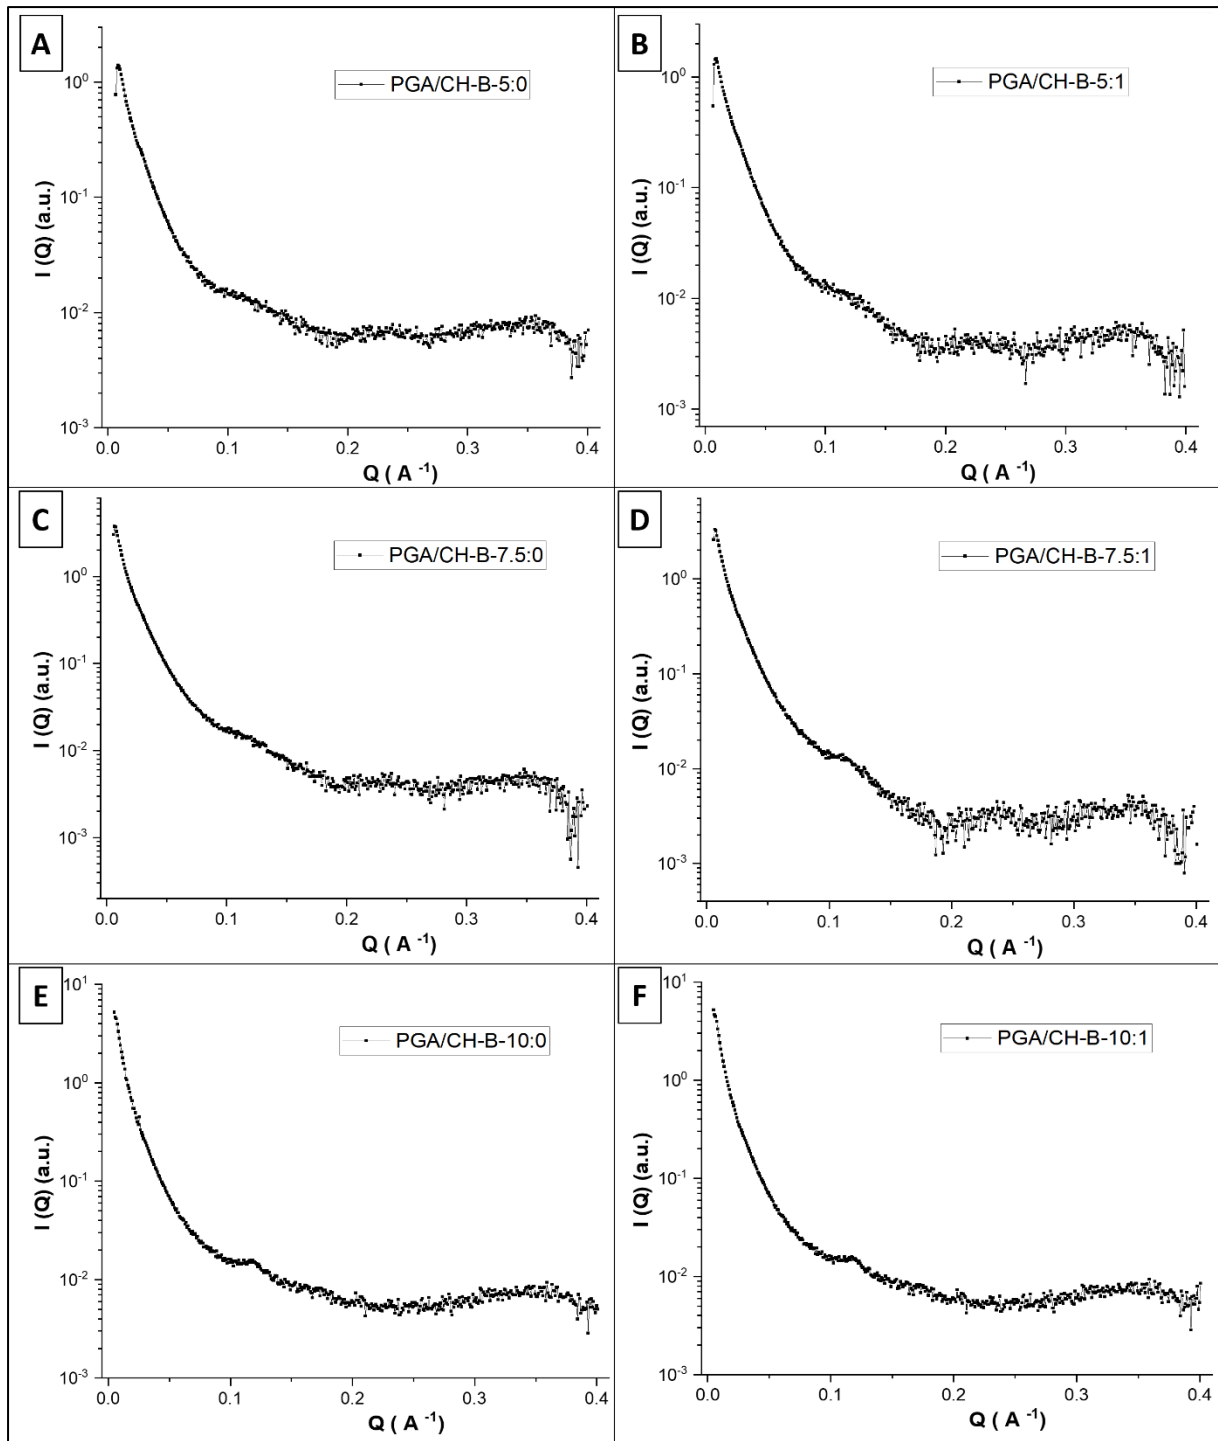 A
PGA/CH-B-5:0
I (Q) (a.u.)
10⁰
10⁻¹
10⁻²
10⁻³
0.0 0.1 0.2 0.3 0.4
Q ( A ⁻¹)
B
PGA/CH-B-5:1
I (Q) (a.u.)
10⁰
10⁻¹
10⁻²
10⁻³
0.0 0.1 0.2 0.3 0.4
Q ( A ⁻¹)
C
PGA/CH-B-7.5:0
I (Q) (a.u.)
10⁰
10⁻¹
10⁻²
10⁻³
0.0 0.1 0.2 0.3 0.4
Q ( A ⁻¹)
D
PGA/CH-B-7.5:1
I (Q) (a.u.)
10⁰
10⁻¹
10⁻²
10⁻³
0.0 0.1 0.2 0.3 0.4
Q ( A ⁻¹)
E
PGA/CH-B-10:0
I (Q) (a.u.)
10¹
10⁰
10⁻¹
10⁻²
10⁻³
0.0 0.1 0.2 0.3 0.4
Q ( A ⁻¹)
F
PGA/CH-B-10:1
I (Q) (a.u.)
10¹
10⁰
10⁻¹
10⁻²
10⁻³
0.0 0.1 0.2 0.3 0.4
Q ( A ⁻¹)